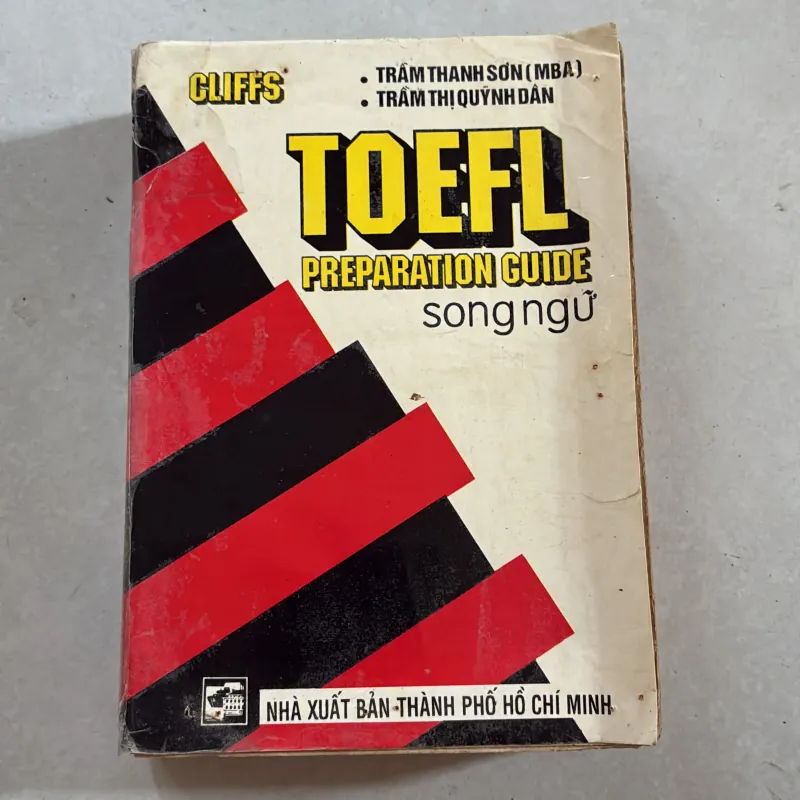 CLIFFS
• TRẦM THANH SƠN (MBA)
• TRẦM THỊ QUỲNH DÂN
TOEFL
PREPARATION GUIDE
song ngữ
NHÀ XUẤT BẢN THÀNH PHỐ HỒ CHÍ MINH